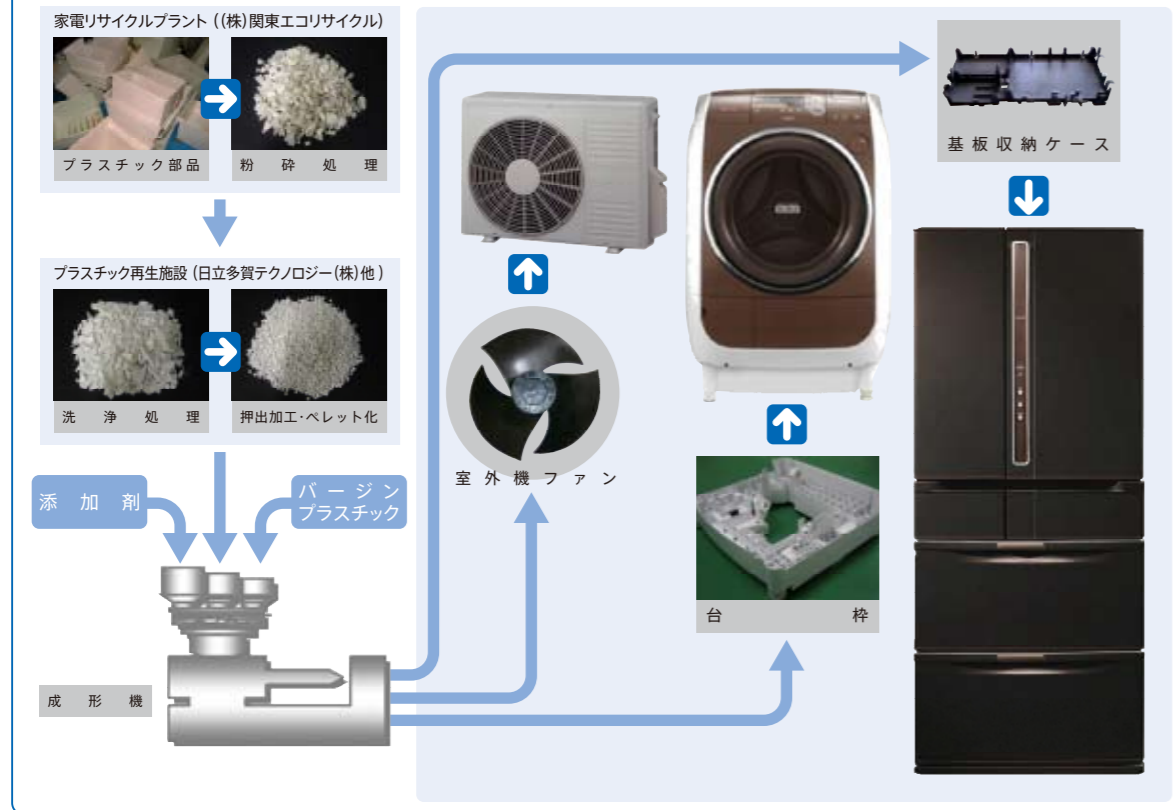 家電リサイクルプラント ((株)関東エコリサイクル)
プラスチック部品
粉砕処理
プラスチック再生施設 (日立多賀テクノロジー(株)他)
洗浄処理
押出加工・ペレット化
添加剤
バージン
プラスチック
成形機
室外機ファン
台枠
基板収納ケース